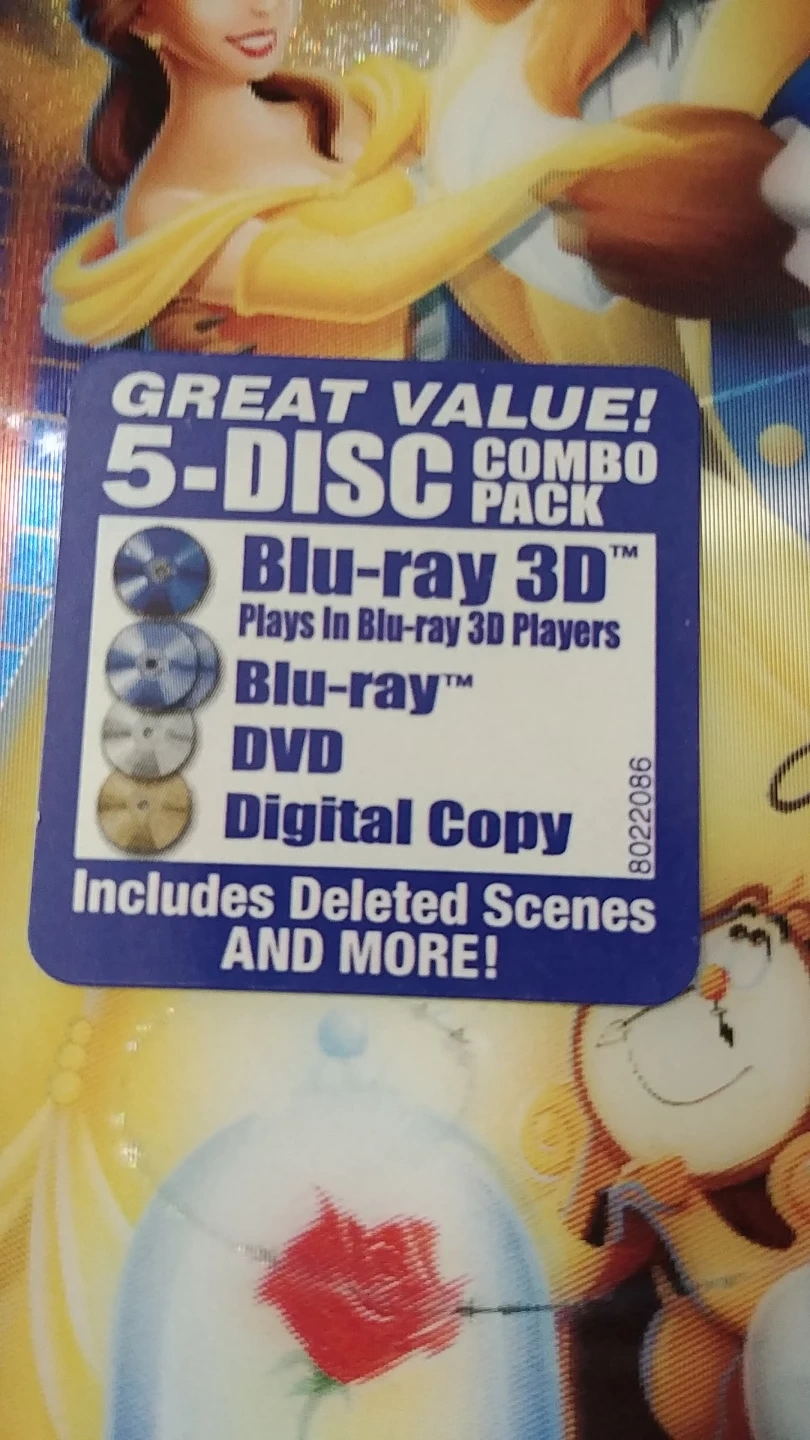 GREAT VALUE!
5-DISC COMBO PACK
Blu-ray 3D™
Plays In Blu-ray 3D Players
Blu-ray™
DVD
Digital Copy
8022086
Includes Deleted Scenes
AND MORE!